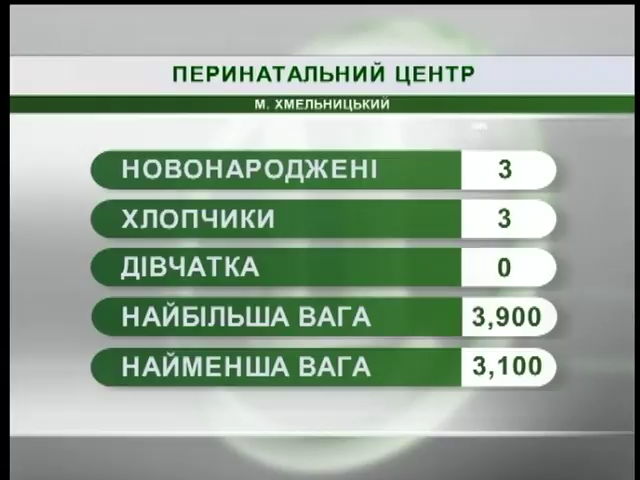 ПЕРИНАТАЛЬНИЙ ЦЕНТР
М. ХМЕЛЬНИЦЬКИЙ
НОВОНАРОДЖЕНІ 3
ХЛОПЧИКИ 3
ДІВЧАТКА 0
НАЙБІЛЬША ВАГА 3,900
НАЙМЕНША ВАГА 3,100